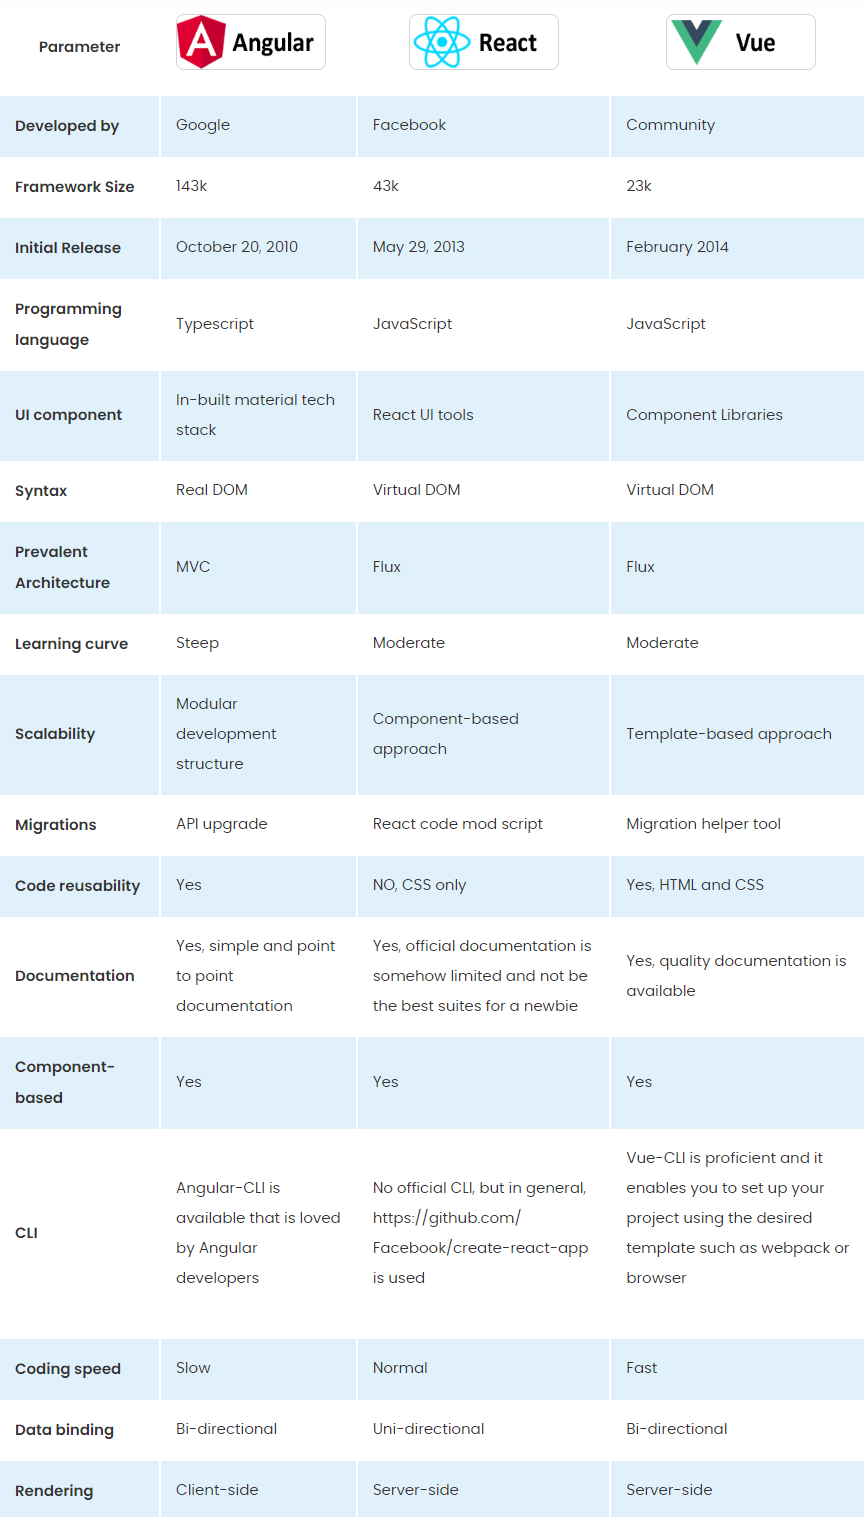 Parameter Angular React Vue
Developed by Google Facebook Community
Framework Size 143k 43k 23k
Initial Release October 20, 2010 May 29, 2013 February 2014
Programming
language
Typescript JavaScript JavaScript
UI component
In-built material tech
stack
React UI tools
Component Libraries
Syntax Real DOM Virtual DOM Virtual DOM
Prevalent
Architecture
MVC Flux Flux
Learning curve Steep Moderate Moderate
Scalability
Modular
development
structure
Component-based
approach
Template-based approach
Migrations API upgrade React code mod script Migration helper tool
Code reusability Yes NO, CSS only Yes, HTML and CSS
Documentation
Yes, simple and point
to point
documentation
Yes, official documentation is
somehow limited and not be
the best suites for a newbie
Yes, quality documentation is
available
Component-
based
Yes Yes Yes
CLI
Angular-CLI is
available that is loved
by Angular
developers
No official CLI, but in general,
https://github.com/
Facebook/create-react-app
is used
Vue-CLI is proficient and it
enables you to set up your
project using the desired
template such as webpack or
browser
Coding speed Slow Normal Fast
Data binding Bi-directional Uni-directional Bi-directional
Rendering Client-side Server-side Server-side